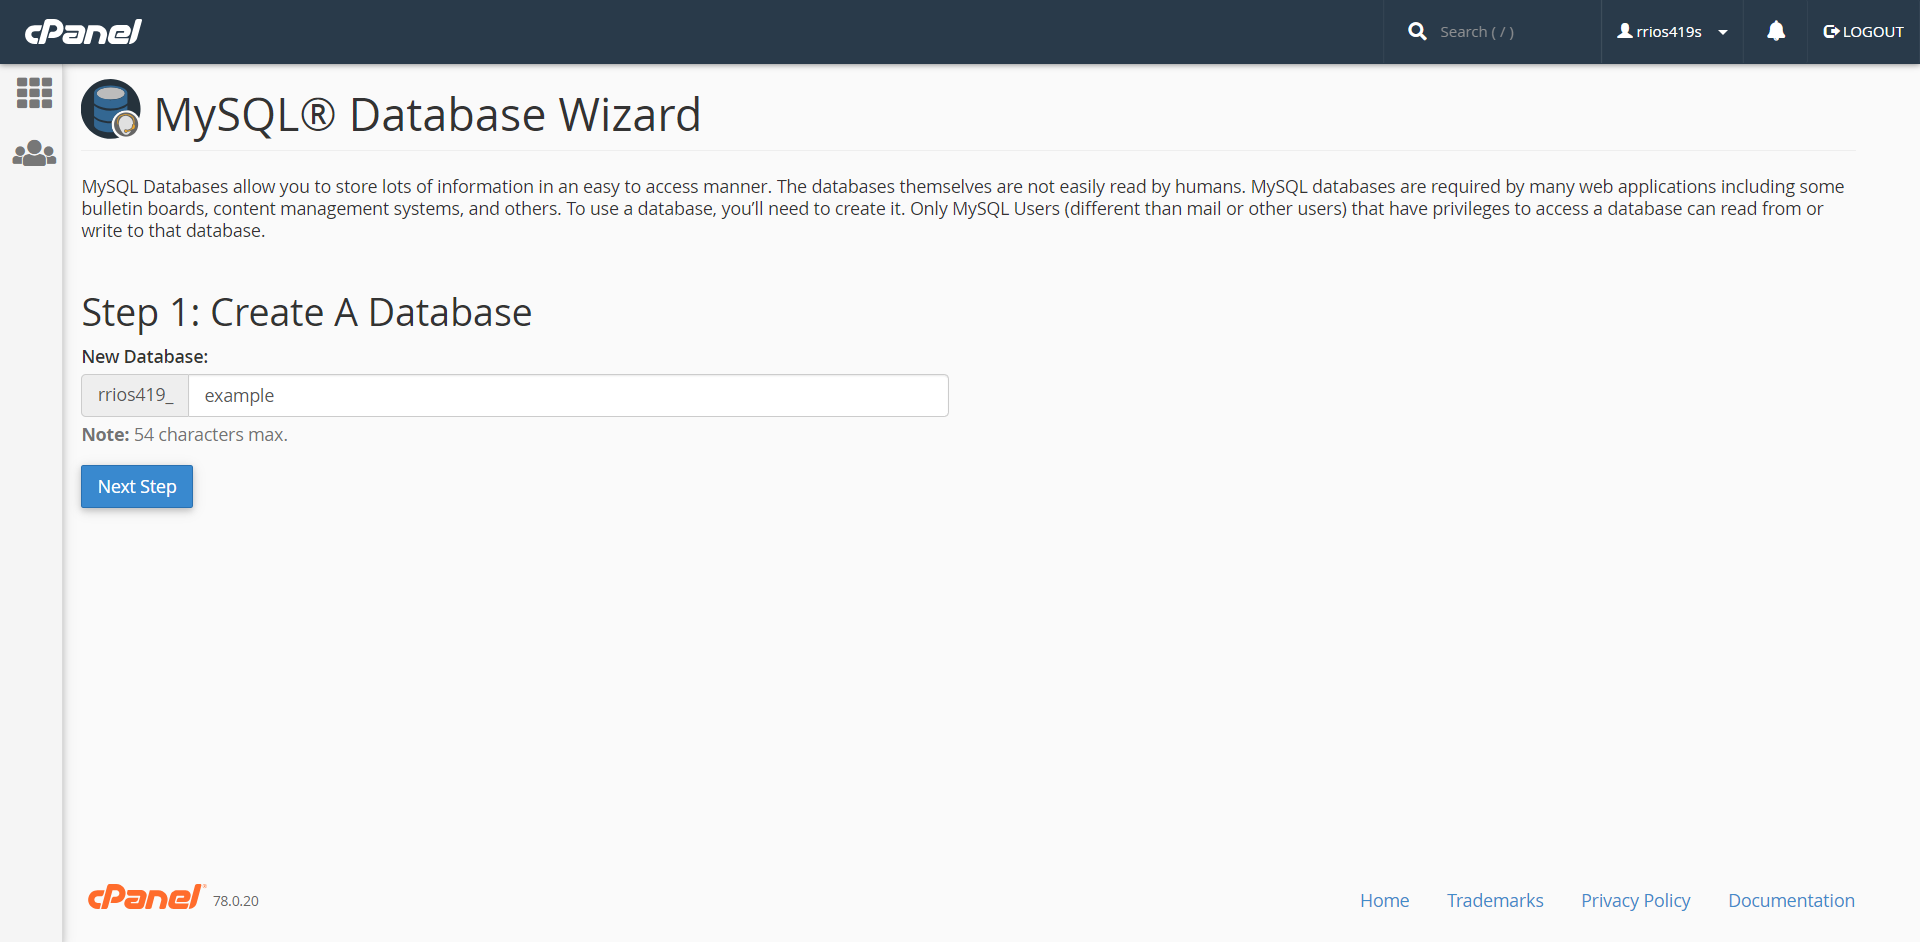 cPanel
Search ( / )
rrios419s
LOGOUT
MySQL® Database Wizard
MySQL Databases allow you to store lots of information in an easy to access manner. The databases themselves are not easily read by humans. MySQL databases are required by many web applications including some
bulletin boards, content management systems, and others. To use a database, you’ll need to create it. Only MySQL Users (different than mail or other users) that have privileges to access a database can read from or
write to that database.
Step 1: Create A Database
New Database:
rrios419_ example
Note: 54 characters max.
Next Step
cPanel® 78.0.20
Home Trademarks Privacy Policy Documentation